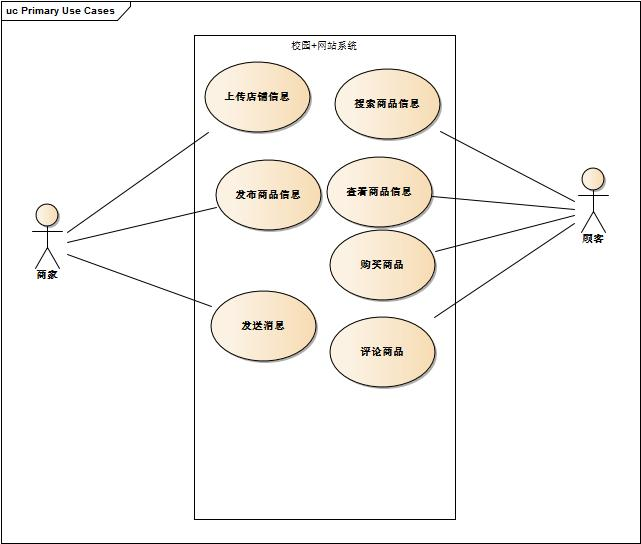 uc Primary Use Cases
校园+网站系统
上传店铺信息
搜索商品信息
发布商品信息
查看商品信息
商家
顾客
购买商品
发送消息
评论商品